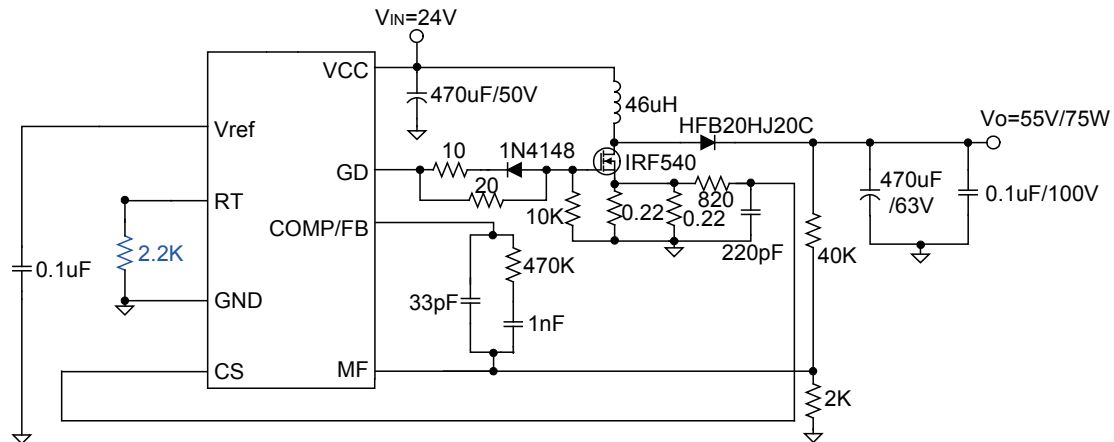 VIN=24V
VCC
470uF/50V
46uH
HFB20HJ20C
Vo=55V/75W
Vref
10
1N4148
IRF540
GD
20
820
470uF
/63V
0.1uF/100V
RT
10K
0.22
0.22
COMP/FB
220pF
2.2K
470K
40K
0.1uF
GND
33pF
1nF
CS
MF
2K